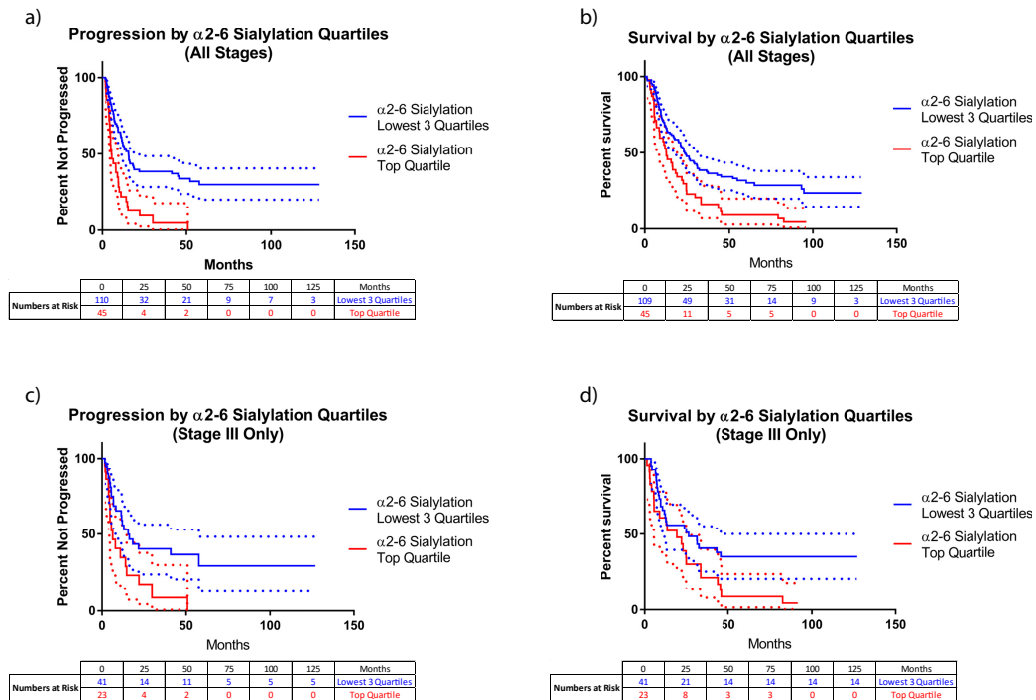 a)
Progression by α2-6 Sialylation Quartiles
(All Stages)
Percent Not Progressed
100
50
0
0 50 100 150
Months
α2-6 Sialylation
Lowest 3 Quartiles
α2-6 Sialylation
Top Quartile
0 25 50 75 100 125 Months
Numbers at Risk 110 32 21 9 7 3 Lowest 3 Quartiles
45 4 2 0 0 0 Top Quartile
b)
Survival by α2-6 Sialylation Quartiles
(All Stages)
Percent survival
100
50
0
0 50 100 150
Months
α2-6 Sialylation
Lowest 3 Quartiles
α2-6 Sialylation
Top Quartile
0 25 50 75 100 125 Months
Numbers at Risk 109 49 31 14 9 3 Lowest 3 Quartiles
45 11 5 5 0 0 Top Quartile
c)
Progression by α2-6 Sialylation Quartiles
(Stage III Only)
Percent Not Progressed
100
50
0
0 50 100 150
Months
α2-6 Sialylation
Lowest 3 Quartiles
α2-6 Sialylation
Top Quartile
0 25 50 75 100 125 Months
Numbers at Risk 41 14 11 5 5 5 Lowest 3 Quartiles
23 4 2 0 0 0 Top Quartile
d)
Survival by α2-6 Sialylation Quartiles
(Stage III Only)
Percent survival
100
50
0
0 50 100 150
Months
α2-6 Sialylation
Lowest 3 Quartiles
α2-6 Sialylation
Top Quartile
0 25 50 75 100 125 Months
Numbers at Risk 41 21 14 14 14 14 Lowest 3 Quartiles
23 8 3 3 0 0 Top Quartile